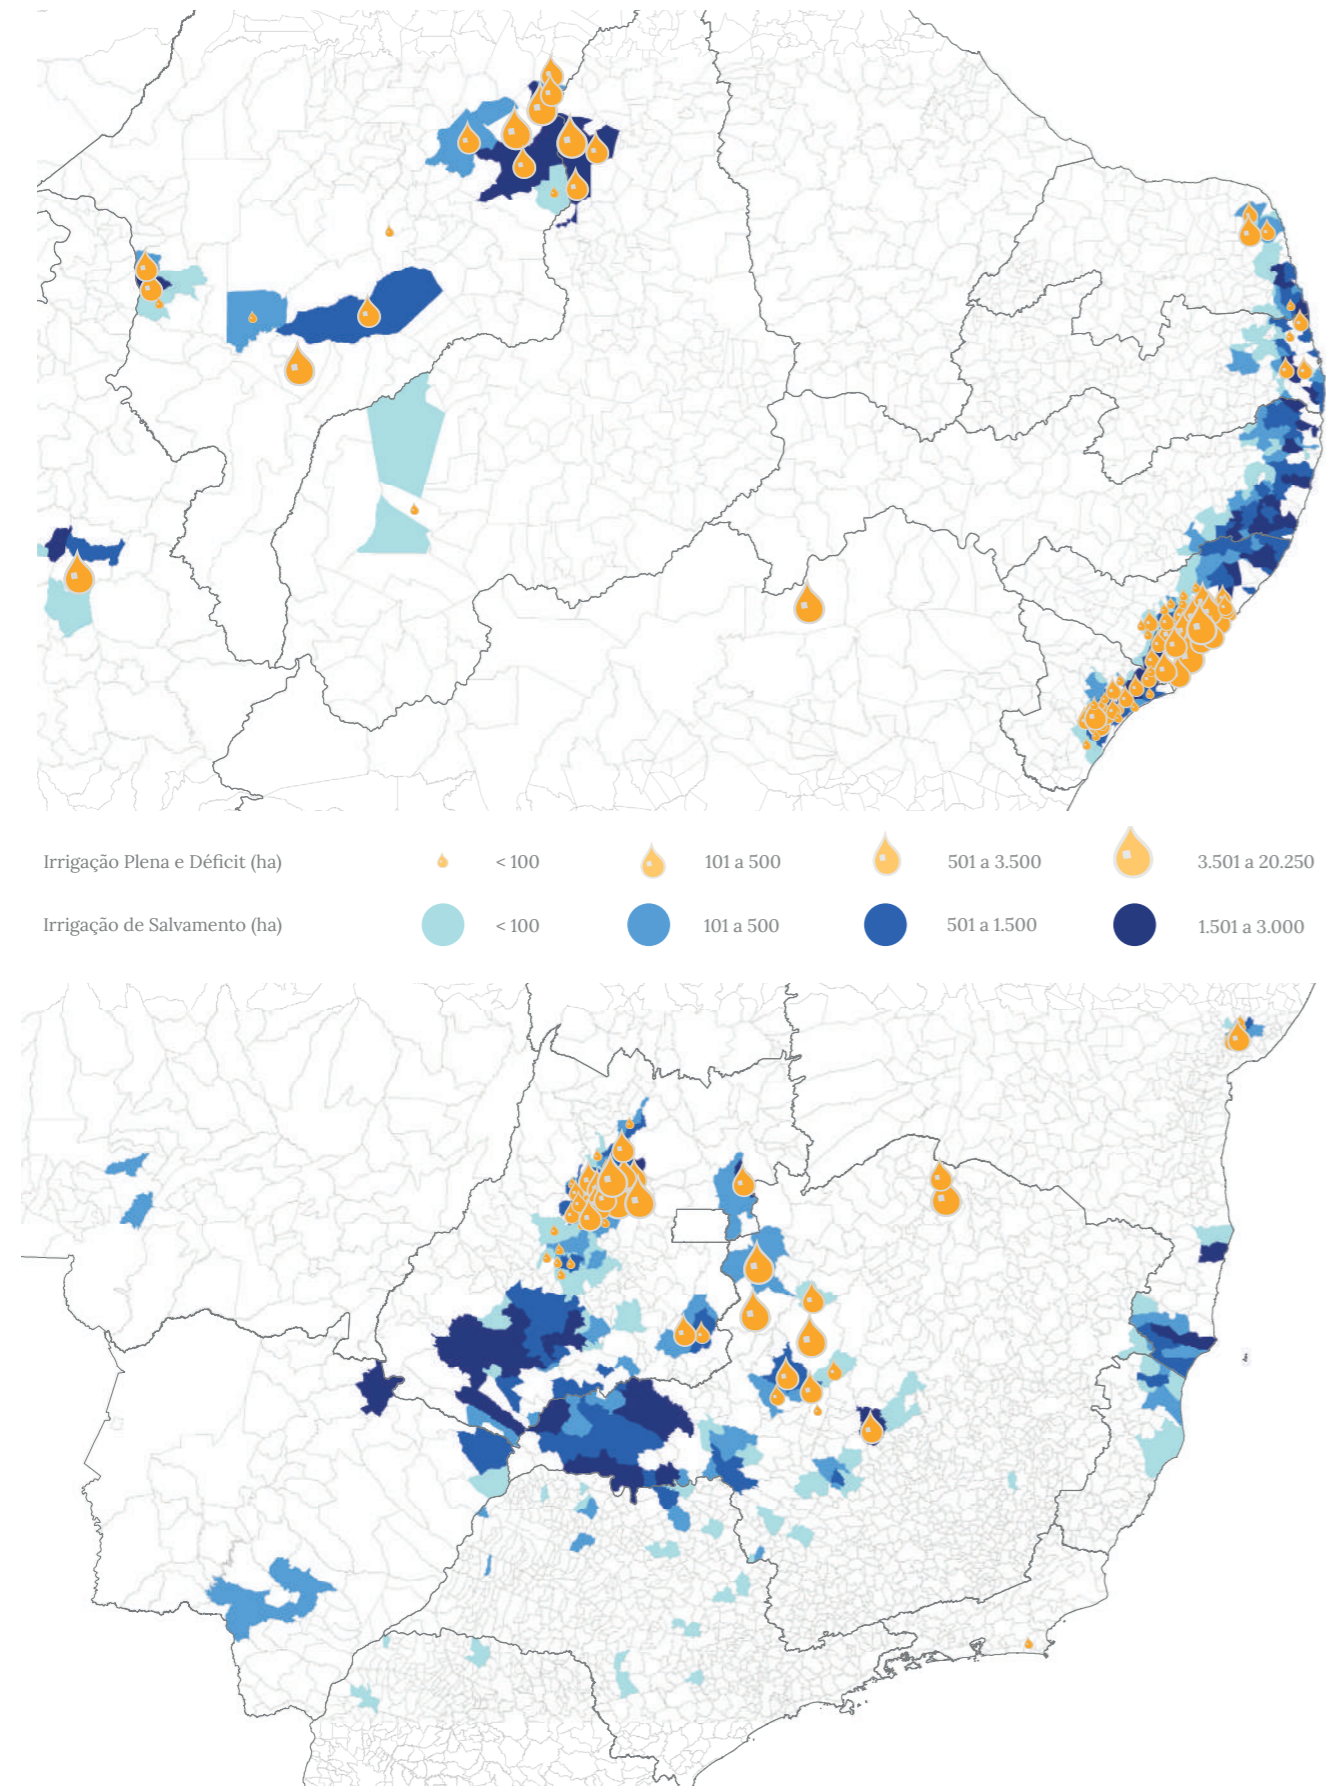 Irrigação Plena e Déficit (ha) < 100 101 a 500 501 a 3.500 3.501 a 20.250
Irrigação de Salvamento (ha) < 100 101 a 500 501 a 1.500 1.501 a 3.000